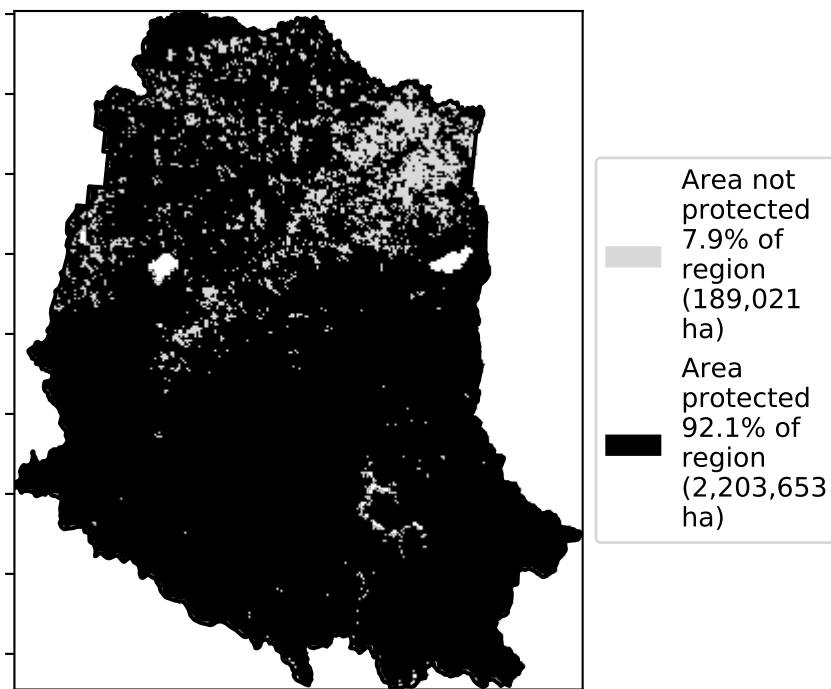 Area not
protected
7.9% of
region
(189,021
ha)
Area
protected
92.1% of
region
(2,203,653
ha)